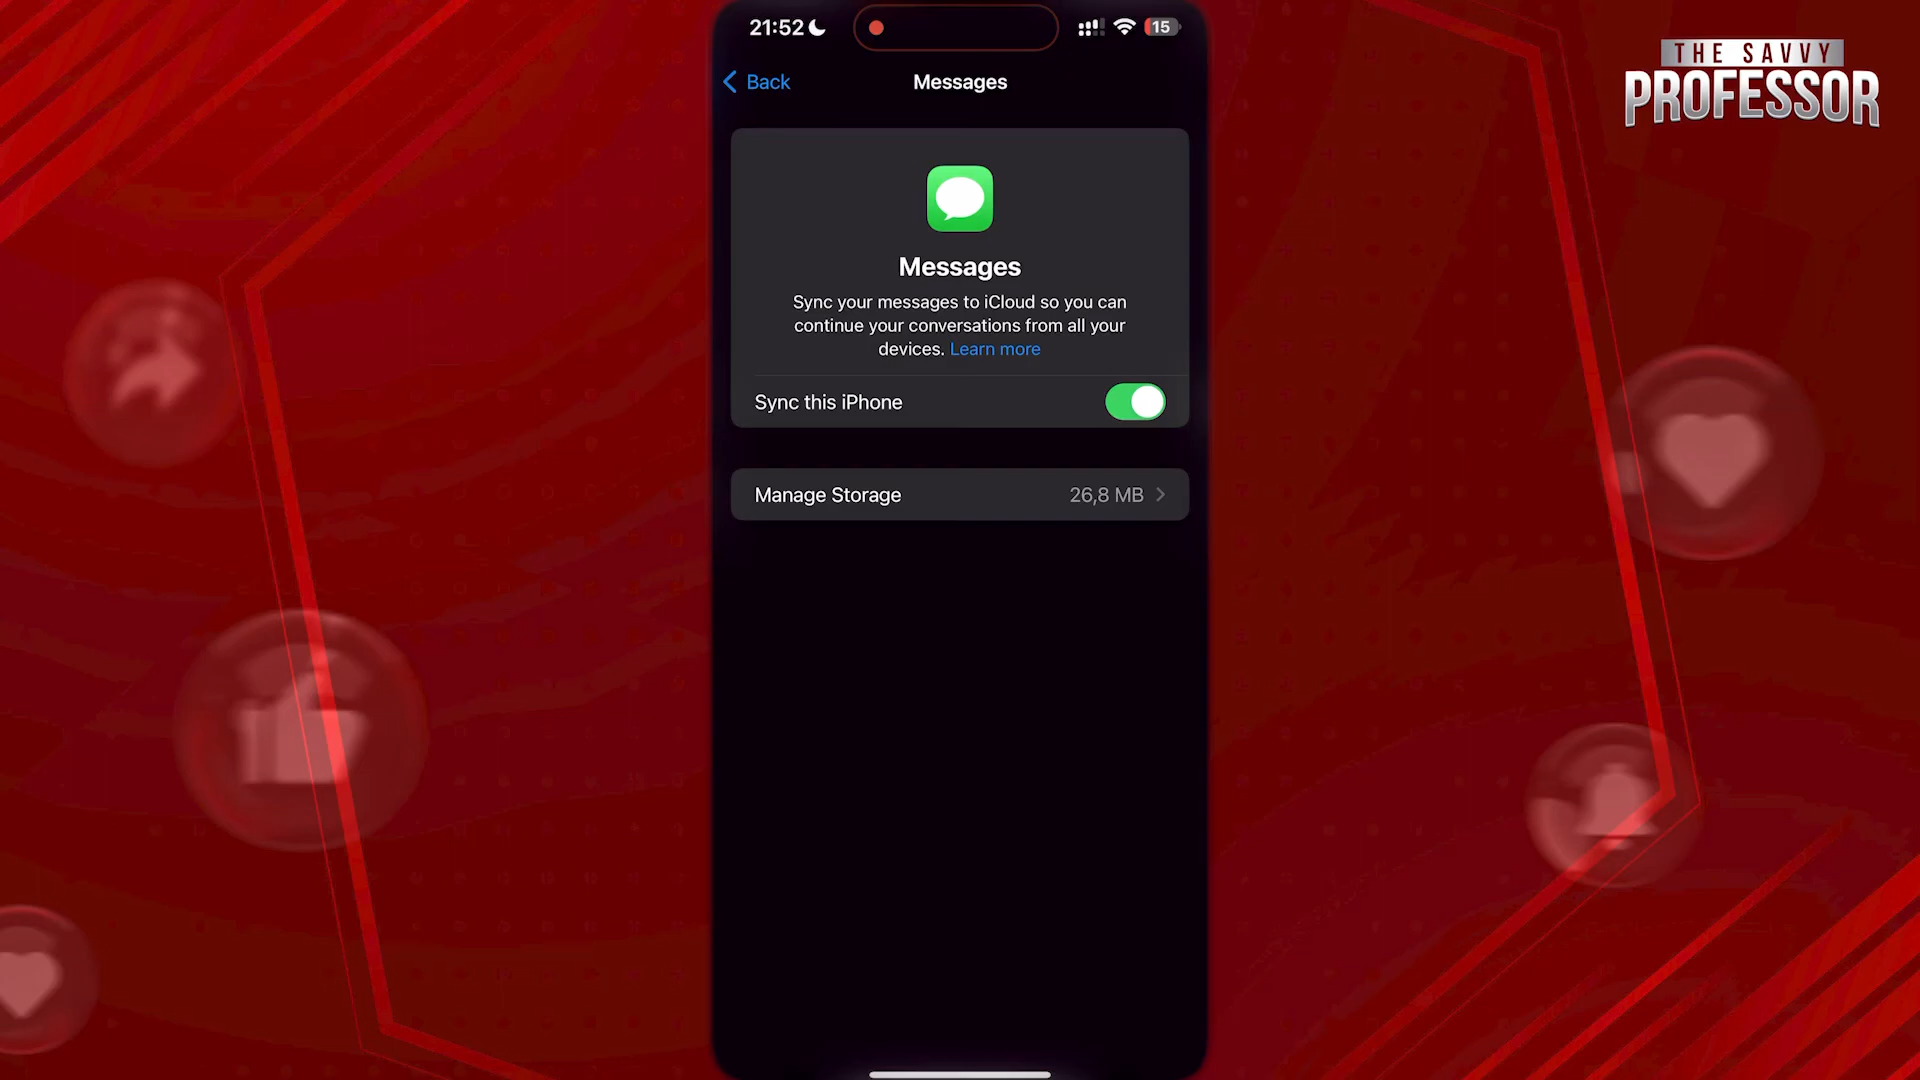 21:52
15
THE SAVVY
PROFESSOR
Back
Messages
Messages
Sync your messages to iCloud so you can
continue your conversations from all your
devices. Learn more
Sync this iPhone
Manage Storage 26,8 MB